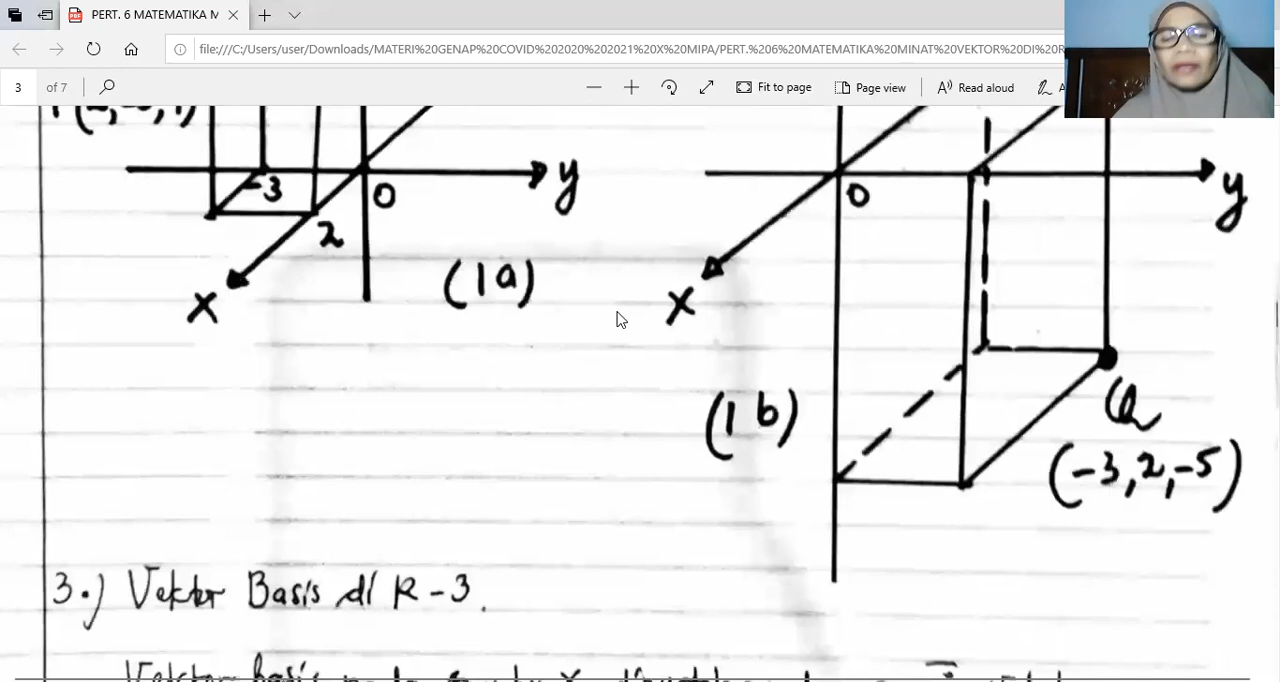 PERT. 6 MATEMATIKA M
file:///C:/Users/user/Downloads/MATERI%20GENAP%20COVID%202020%202021%20X%20MIPA/PERT.%206%20MATEMATIKA%20MINAT%20VEKTOR%20DI%20R
3 of 7
Fit to page
Page view
Read aloud
-3
0
y
2
X
(1a)
0
y
X
(1b)
Q
(-3,2,-5)
3.) Vektor Basis di R-3.